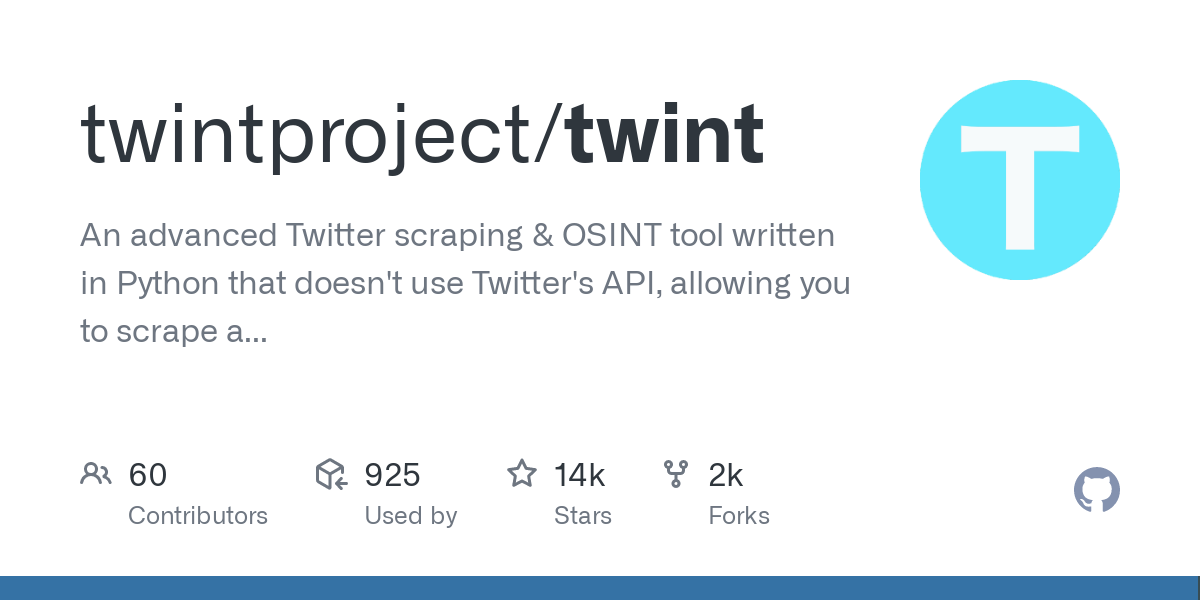 twintproject/twint
T
An advanced Twitter scraping & OSINT tool written
in Python that doesn't use Twitter's API, allowing you
to scrape a...
60 925 14k 2k
Contributors Used by Stars Forks